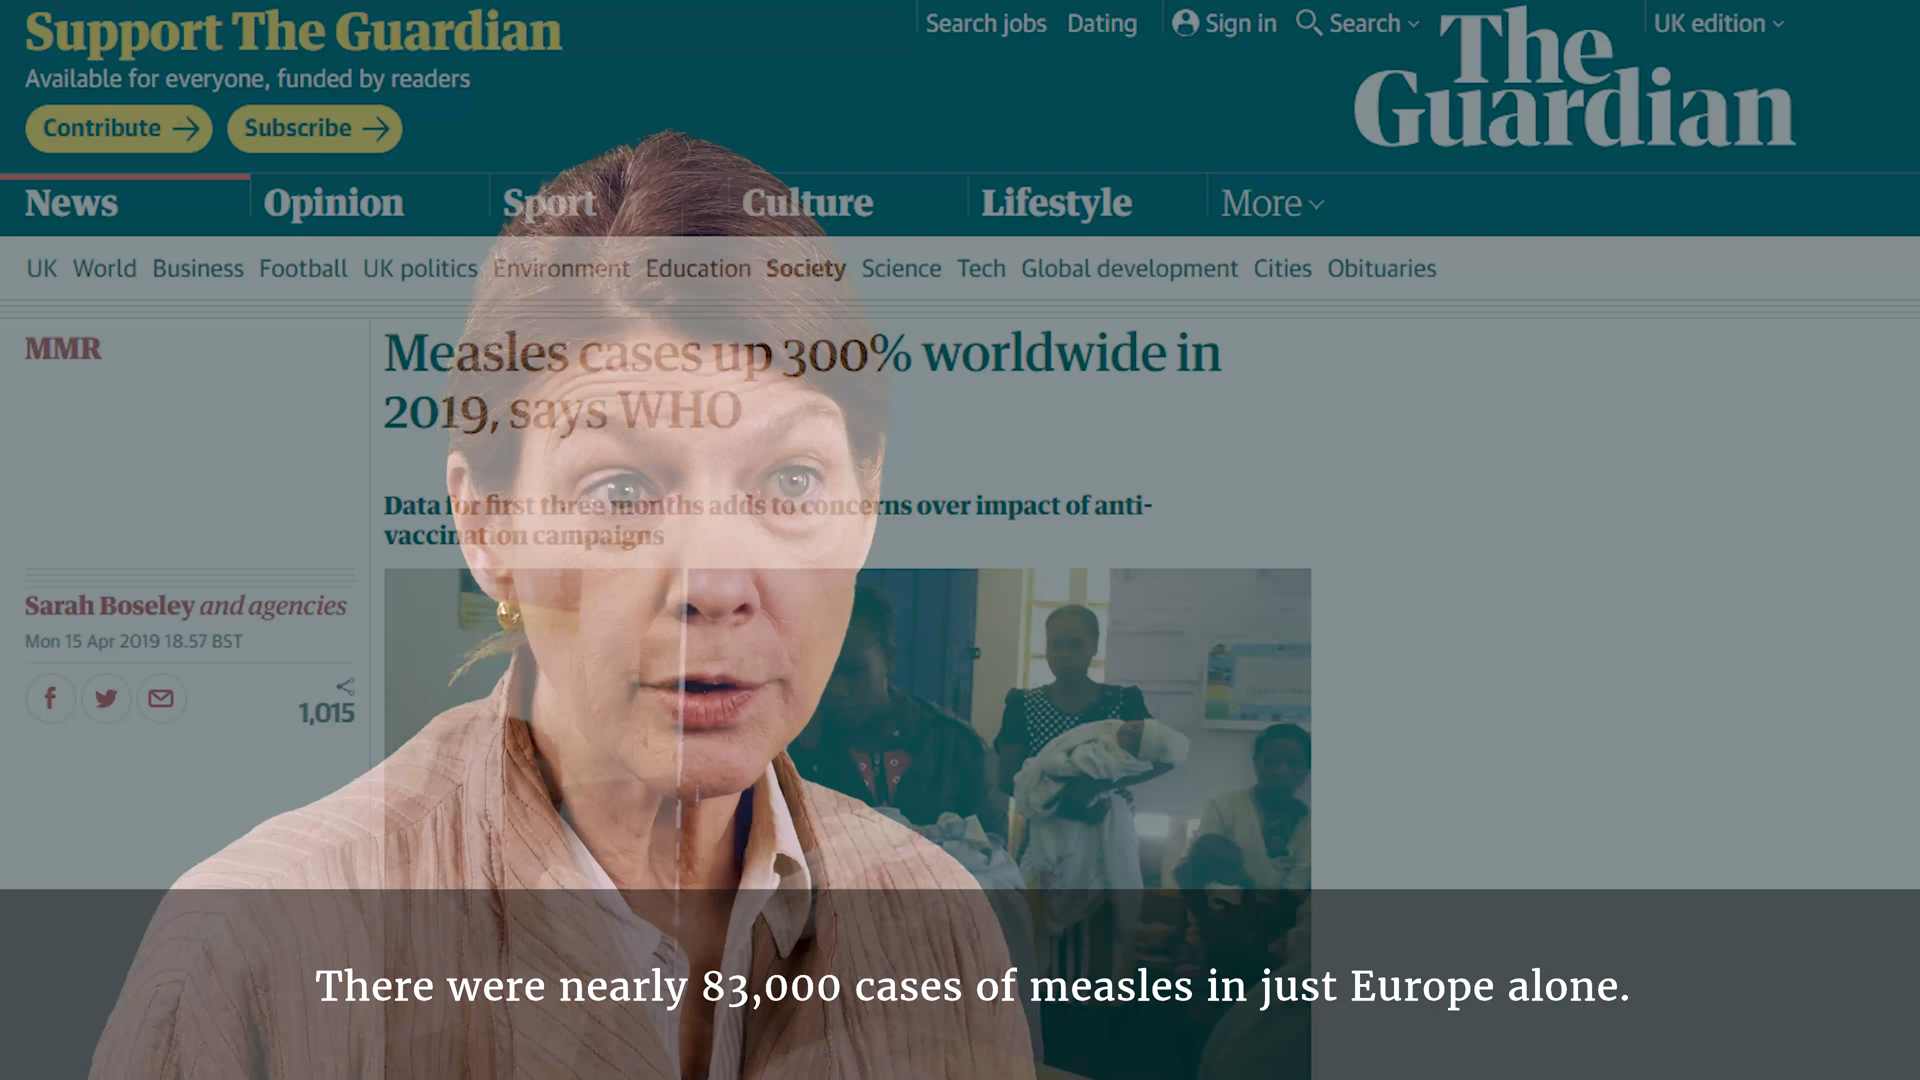 Support The Guardian
Available for everyone, funded by readers
Contribute
Subscribe
Search jobs Dating Sign in Search UK edition
The
Guardian
News Opinion Sport Culture Lifestyle More
UK World Business Football UK politics Environment Education Society Science Tech Global development Cities Obituaries
MMR
Measles cases up 300% worldwide in
2019, says WHO
Data for first three months adds to concerns over impact of anti-
vaccination campaigns
Sarah Boseley and agencies
Mon 15 Apr 2019 18.57 BST
1,015
There were nearly 83,000 cases of measles in just Europe alone.